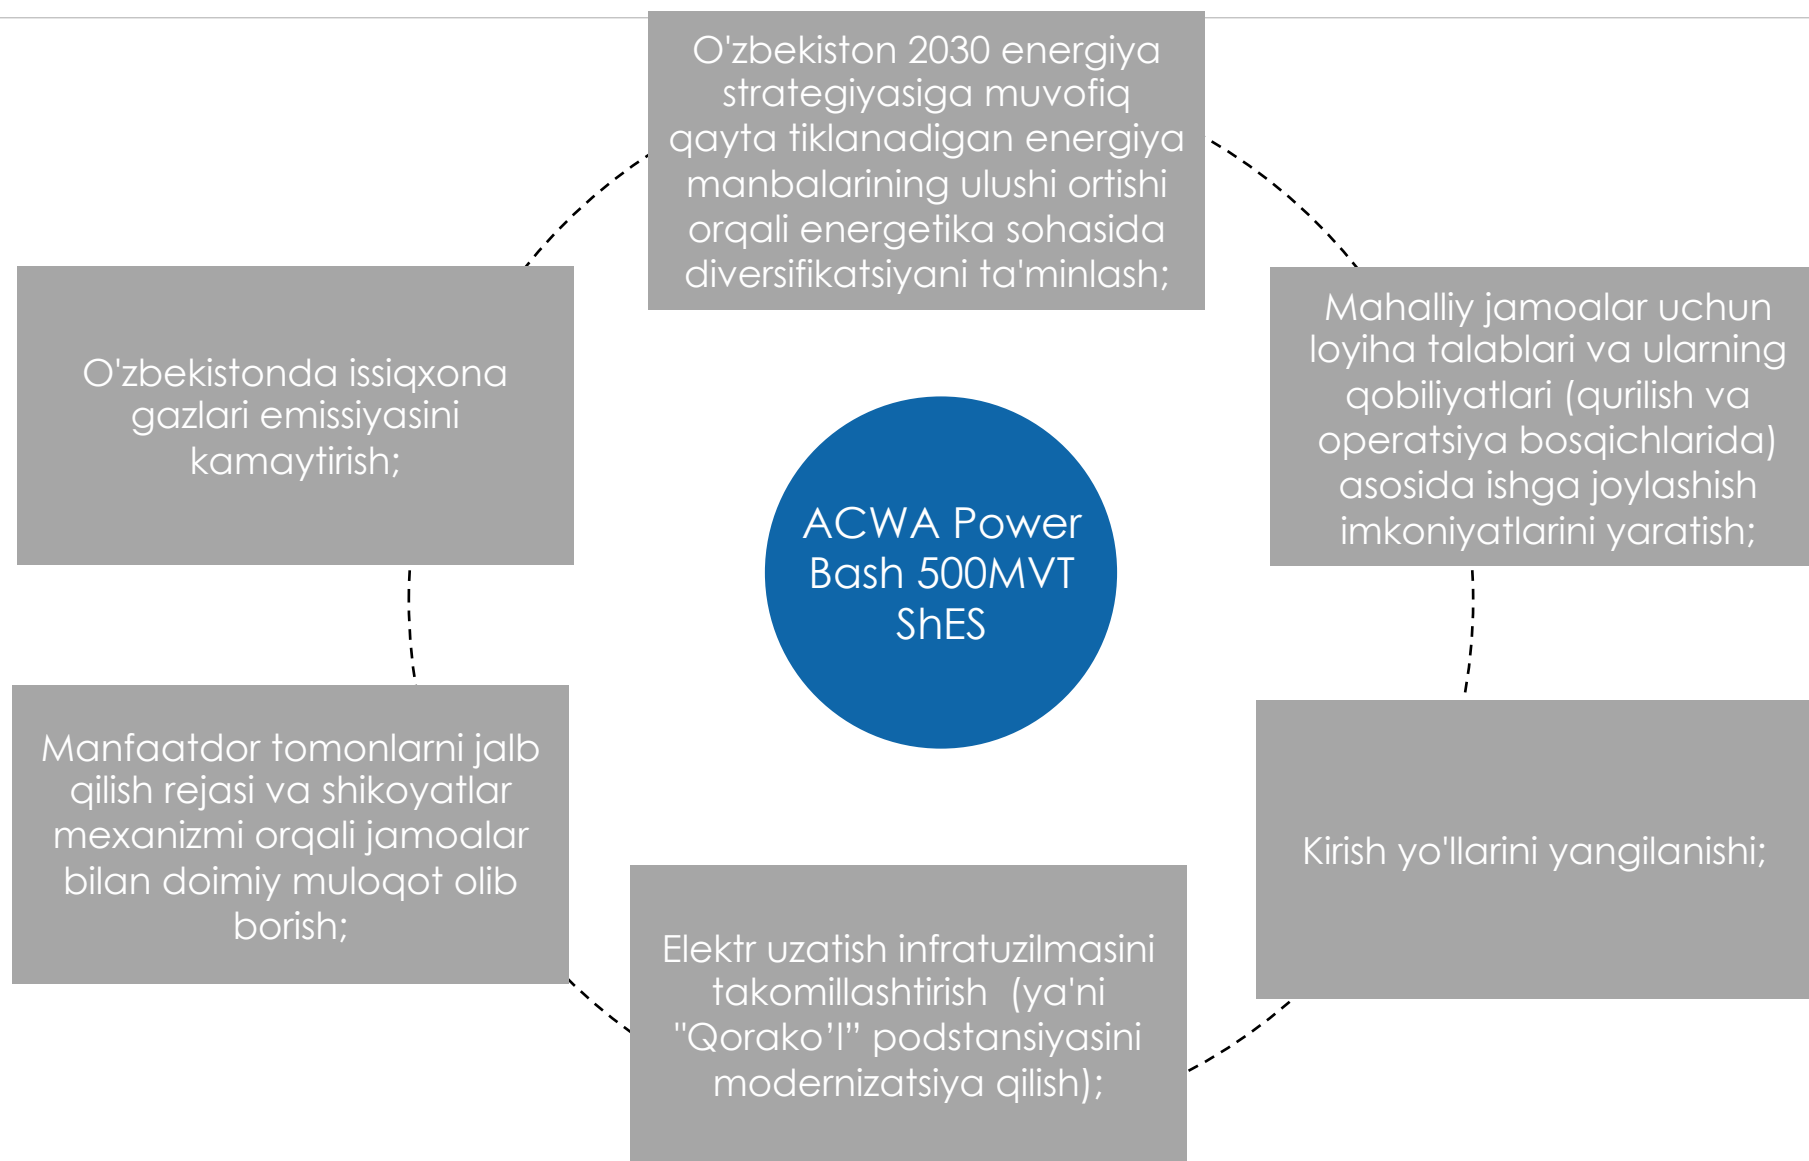 O'zbekiston 2030 energiya
strategiyasiga muvofiq
qayta tiklanadigan energiya
manbalarining ulushi ortishi
orqali energetika sohasida
diversifikatsiyani ta'minlash;
Mahalliy jamoalar uchun
loyiha talablari va ularning
qobiliyatlari (qurilish va
operatsiya bosqichlarida)
asosida ishga joylashish
imkoniyatlarini yaratish;
Kirish yo'llarini yangilanishi;
Elektr uzatish infratuzilmasini
takomillashtirish (ya'ni
"Qorako’l” podstansiyasini
modernizatsiya qilish);
Manfaatdor tomonlarni jalb
qilish rejasi va shikoyatlar
mexanizmi orqali jamoalar
bilan doimiy muloqot olib
borish;
O'zbekistonda issiqxona
gazlari emissiyasini
kamaytirish;
ACWA Power
Bash 500MVT
ShES